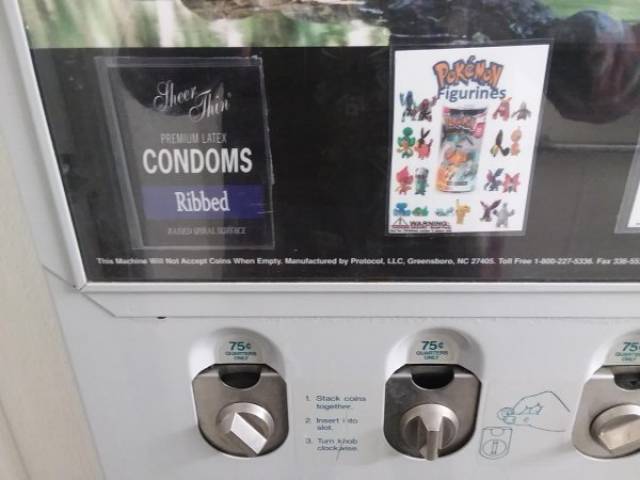 Sheer
Thin
PREMIUM LATEX
CONDOMS
Ribbed
RAISED SPIRAL SURFACE
POKéMON
Figurines
WARNING:
This Machine Will Not Accept Coins When Empty. Manufactured by Protocol, LLC, Greensboro, NC 27405. Toll Free 1-800-227-5336. Fax 336-55
75¢
QUARTERS
ONLY
1. Stack coins
together.
2. Insert into
slot.
3. Turn knob
clockwise.
75¢
QUARTERS
ONLY
75